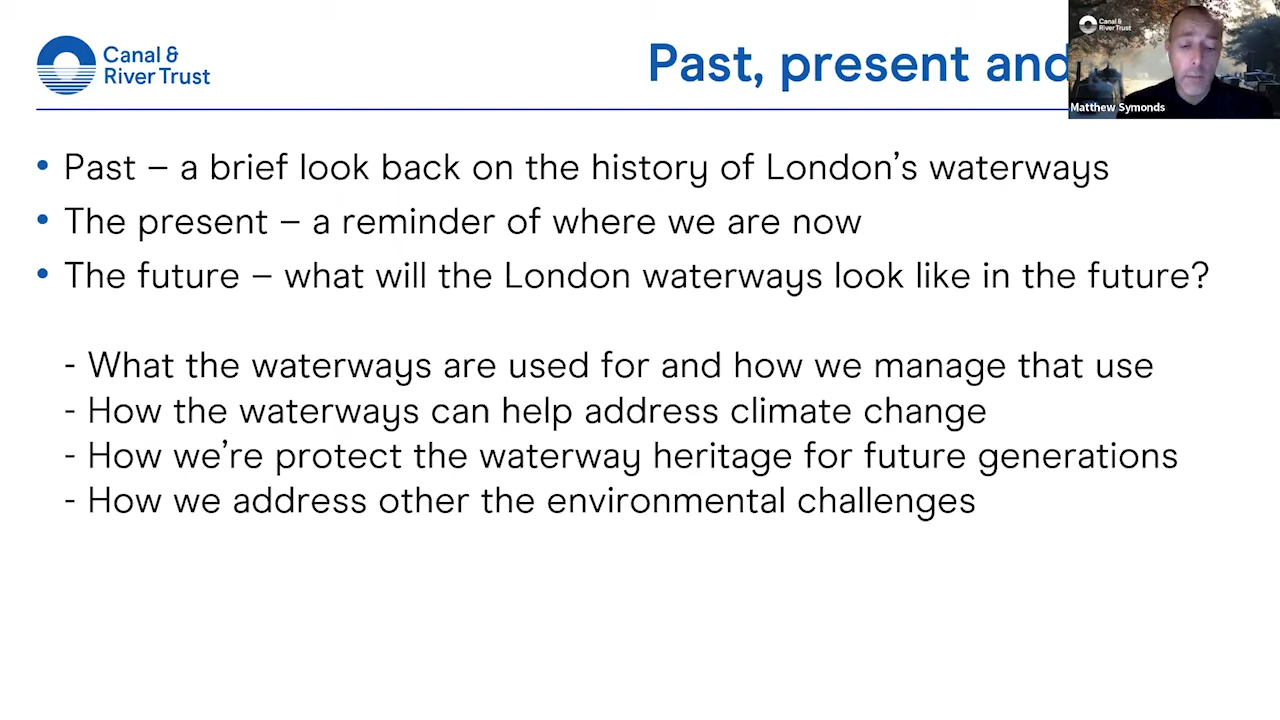 Canal &
River Trust
Past, present and
Canal &
River Trust
Matthew Symonds
• Past – a brief look back on the history of London’s waterways
• The present – a reminder of where we are now
• The future – what will the London waterways look like in the future?
- What the waterways are used for and how we manage that use
- How the waterways can help address climate change
- How we’re protect the waterway heritage for future generations
- How we address other the environmental challenges